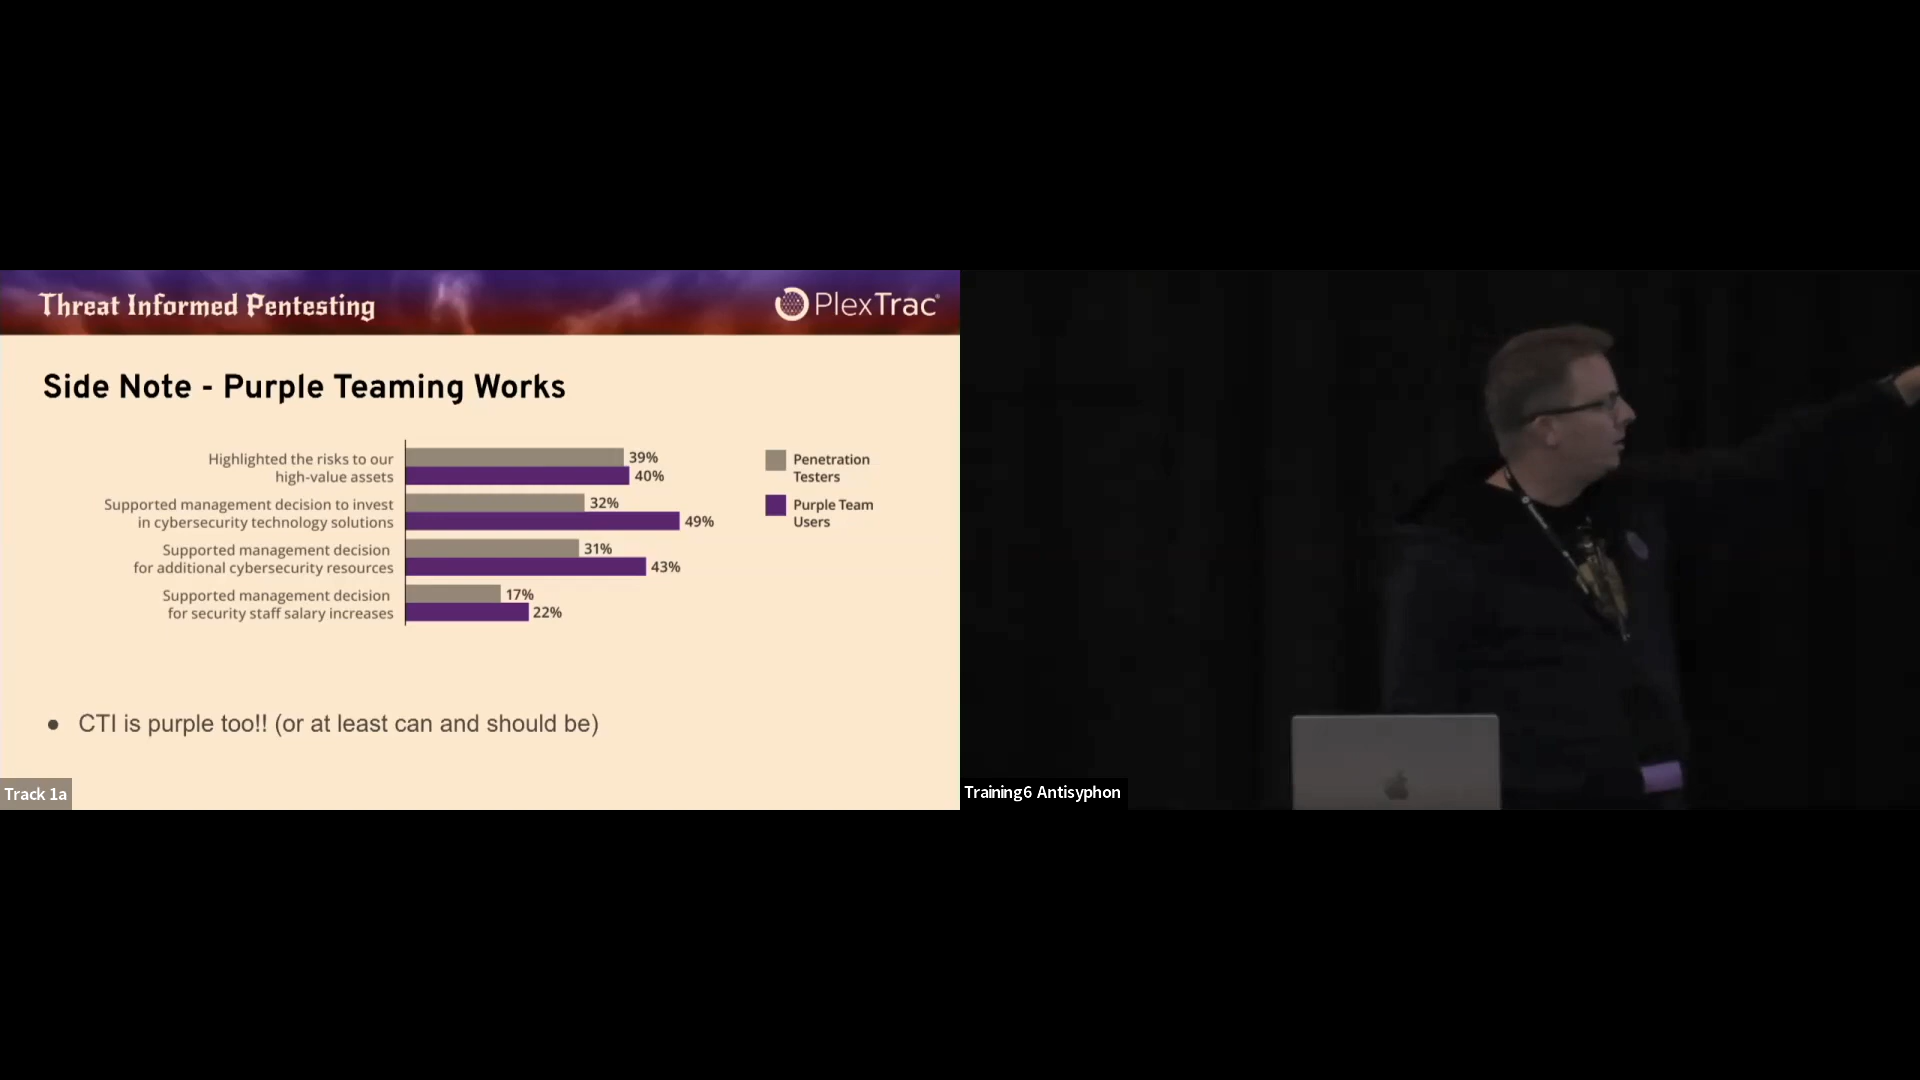 Threat Informed Pentesting
PlexTrac
Side Note - Purple Teaming Works
Highlighted the risks to our
high-value assets
39%
40%
Supported management decision to invest
in cybersecurity technology solutions
32%
49%
Supported management decision
for additional cybersecurity resources
31%
43%
Supported management decision
for security staff salary increases
17%
22%
Penetration
Testers
Purple Team
Users
● CTI is purple too!! (or at least can and should be)
Track 1a
Training6 Antisyphon